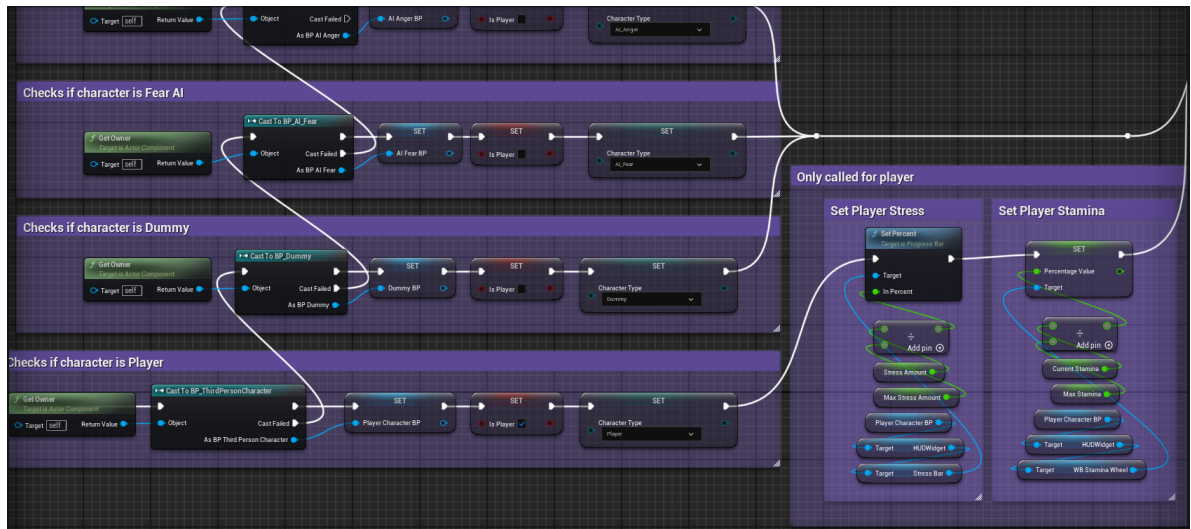 Target self Return Value
Object Cast Failed
As BP AI Anger
AI Anger BP
Is Player
Character Type
AI_Anger
Checks if character is Fear AI
GetOwner
Target is Actor Component
Target self Return Value
Cast To BP_AI_Fear
Object Cast Failed
As BP AI Fear
SET
AI Fear BP
SET
Is Player
SET
Character Type
AI_Fear
Checks if character is Dummy
GetOwner
Target is Actor Component
Target self Return Value
Cast To BP_Dummy
Object Cast Failed
As BP Dummy
SET
Dummy BP
SET
Is Player
SET
Character Type
Dummy
Checks if character is Player
GetOwner
Target is Actor Component
Target self Return Value
Cast To BP_ThirdPersonCharacter
Object Cast Failed
As BP Third Person Character
SET
Player Character BP
SET
Is Player
SET
Character Type
Player
Only called for player
Set Player Stress
Set Percent
Target is Progress Bar
Target
In Percent
Add pin
Stress Amount
Max Stress Amount
Player Character BP
Target HUDWidget
Target Stress Bar
Set Player Stamina
SET
Percentage Value
Target
Add pin
Current Stamina
Max Stamina
Player Character BP
Target HUDWidget
Target WB Stamina Wheel